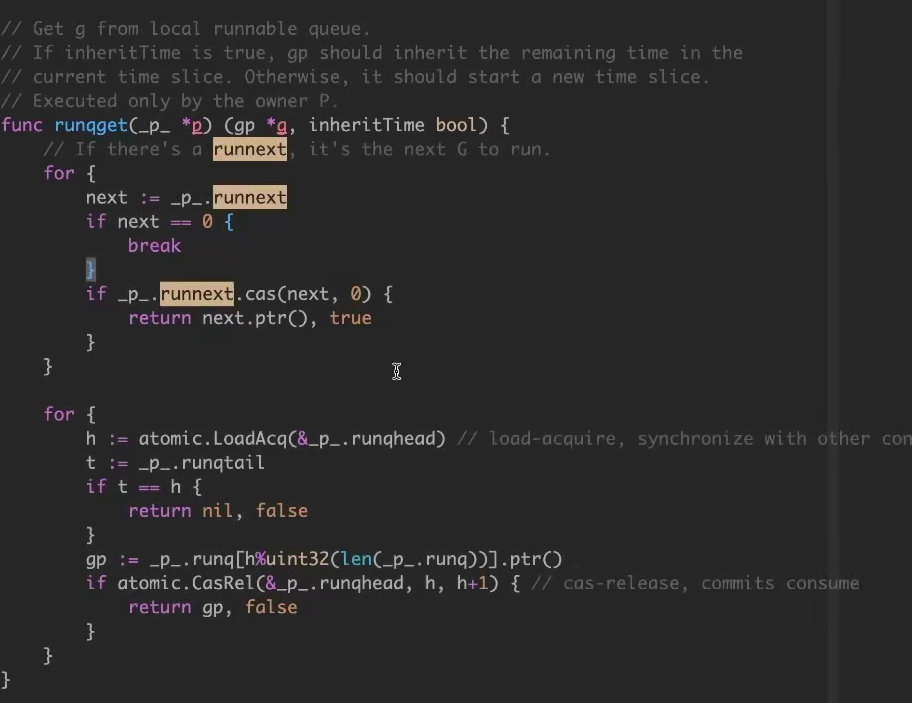 // Get g from local runnable queue.
// If inheritTime is true, gp should inherit the remaining time in the
// current time slice. Otherwise, it should start a new time slice.
// Executed only by the owner P.
func runqget(_p_ *p) (gp *g, inheritTime bool) {
    // If there's a runnext, it's the next G to run.
    for {
        next := _p_.runnext
        if next == 0 {
            break
        }
        if _p_.runnext.cas(next, 0) {
            return next.ptr(), true
        }
    }

    for {
        h := atomic.LoadAcq(&_p_.runqhead) // load-acquire, synchronize with other con
        t := _p_.runqtail
        if t == h {
            return nil, false
        }
        gp := _p_.runq[h%uint32(len(_p_.runq))].ptr()
        if atomic.CasRel(&_p_.runqhead, h, h+1) { // cas-release, commits consume
            return gp, false
        }
    }
}